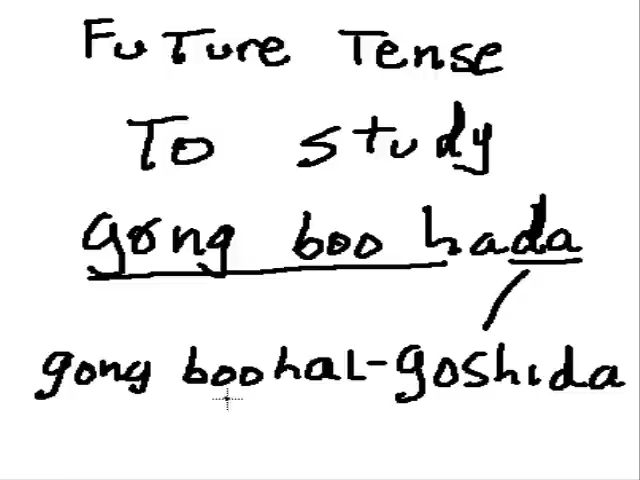 Future Tense
To study
gong boo hada
gong boohal-goshida